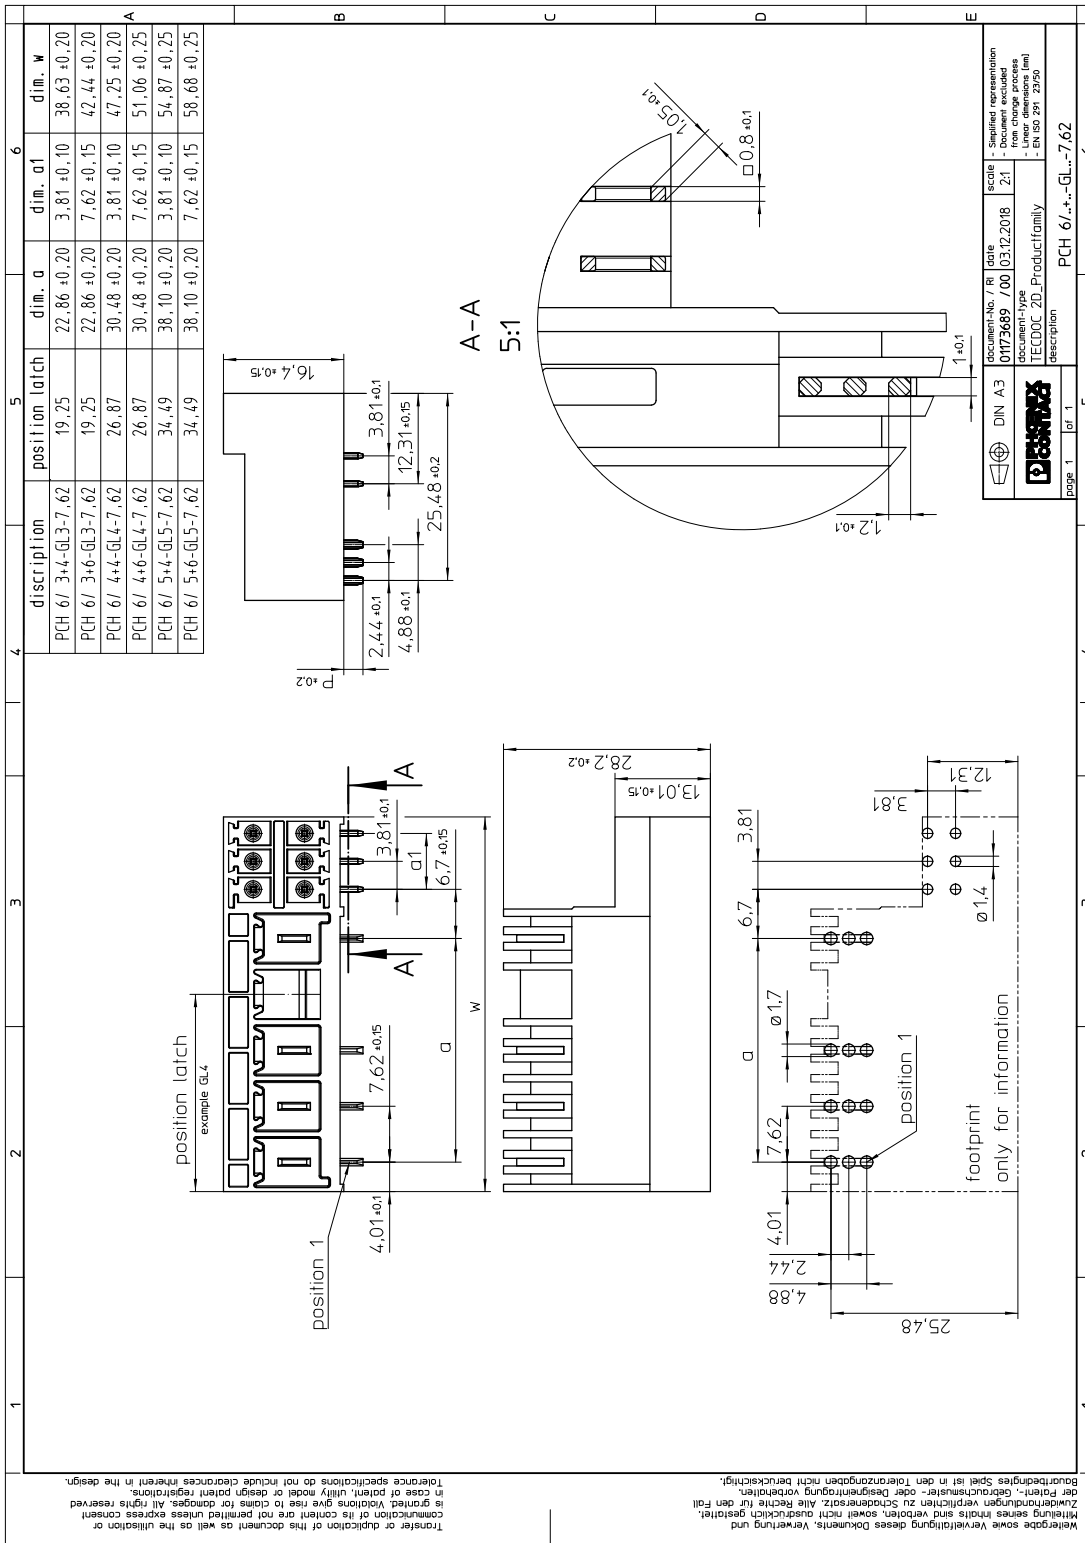 discription position latch dim. a dim. a1 dim. w
PCH 6/ 3+4-GL3-7,62 19,25 22,86 ±0,20 3,81 ±0,10 38,63 ±0,20
PCH 6/ 3+6-GL3-7,62 19,25 22,86 ±0,20 7,62 ±0,15 42,44 ±0,20
PCH 6/ 4+4-GL4-7,62 26,87 30,48 ±0,20 3,81 ±0,10 47,25 ±0,20
PCH 6/ 4+6-GL4-7,62 26,87 30,48 ±0,20 7,62 ±0,15 51,06 ±0,25
PCH 6/ 5+4-GL5-7,62 34,49 38,10 ±0,20 3,81 ±0,10 54,87 ±0,25
PCH 6/ 5+6-GL5-7,62 34,49 38,10 ±0,20 7,62 ±0,15 58,68 ±0,25
1 2 3 4 5 6
A B C D E
position latch
example GL4
position 1
4,01±0,1
7,62 ±0,15
a
w
6,7 ±0,15
a1
3,81±0,1
A
A
P ±0,2
16,4 ±0,15
2,44 ±0,1
4,88 ±0,1
3,81 ±0,1
12,31±0,15
25,48 ±0,2
28,2 ±0,2
13,01 ±0,15
A-A
5:1
1,05±0,1
□ 0,8 ±0,1
1±0,1
1,2 ±0,1
4,01
7,62
a
6,7
3,81
2,44
4,88
25,48
Ø 1,7
Ø 1,4
3,81
12,31
position 1
footprint
only for information
DIN A3
PHOENIX
CONTACT
page 1 of 1
document-No. / RI
01173689 / 00
date
03.12.2018
scale
2:1
- Simplified representation
- Document excluded
from change process
- Linear dimensions [mm]
- EN ISO 291 23/50
document-type
TECDOC 2D_Productfamily
description
PCH 6/..+..-GL..-7,62
Transfer or duplication of this document as well as the utilisation or
communication of its content are not permitted unless express consent
is granted. Violations give rise to claims for damages. All rights reserved
in case of patent, utility model or design patent registrations.
Tolerance specifications do not include clearances inherent in the design.
Weitergabe sowie Vervielfältigung dieses Dokuments, Verwertung und
Mitteilung seines Inhalts sind verboten, soweit nicht ausdrücklich gestattet.
Zuwiderhandlungen verpflichten zu Schadenersatz. Alle Rechte für den Fall
der Patent-, Gebrauchsmuster- oder Designeintragung vorbehalten.
Bauartbedingtes Spiel ist in den Toleranzangaben nicht berücksichtigt.